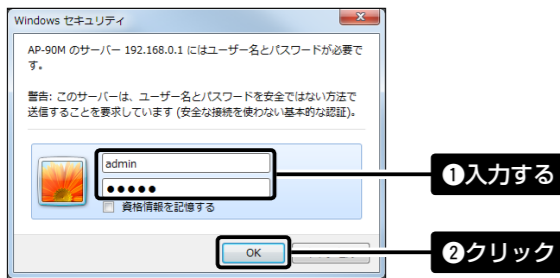 Windows セキュリティ
AP-90M のサーバー 192.168.0.1 にはユーザー名とパスワードが必要で
す。
警告: このサーバーは、ユーザー名とパスワードを安全ではない方法で
送信することを要求しています (安全な接続を使わない基本的な認証)。
admin
●●●●●
❶入力する
資格情報を記憶する
OK
❷クリック